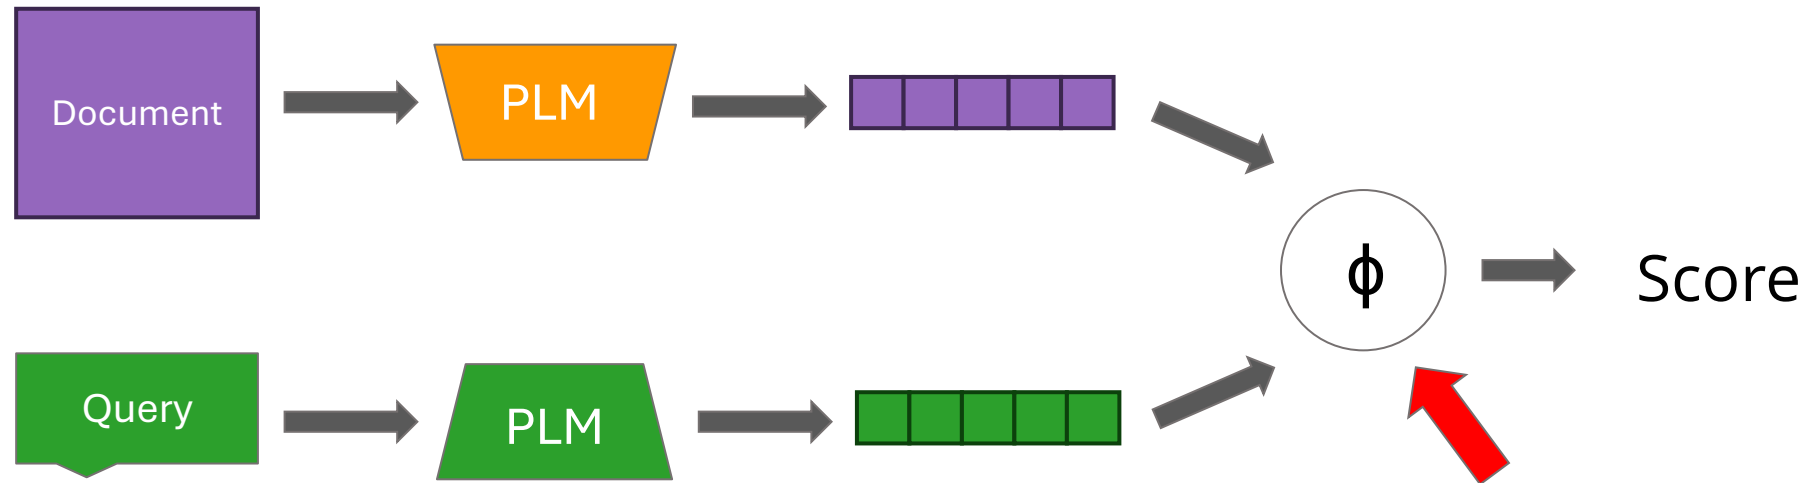 Document
PLM
ϕ
Score
Query
PLM